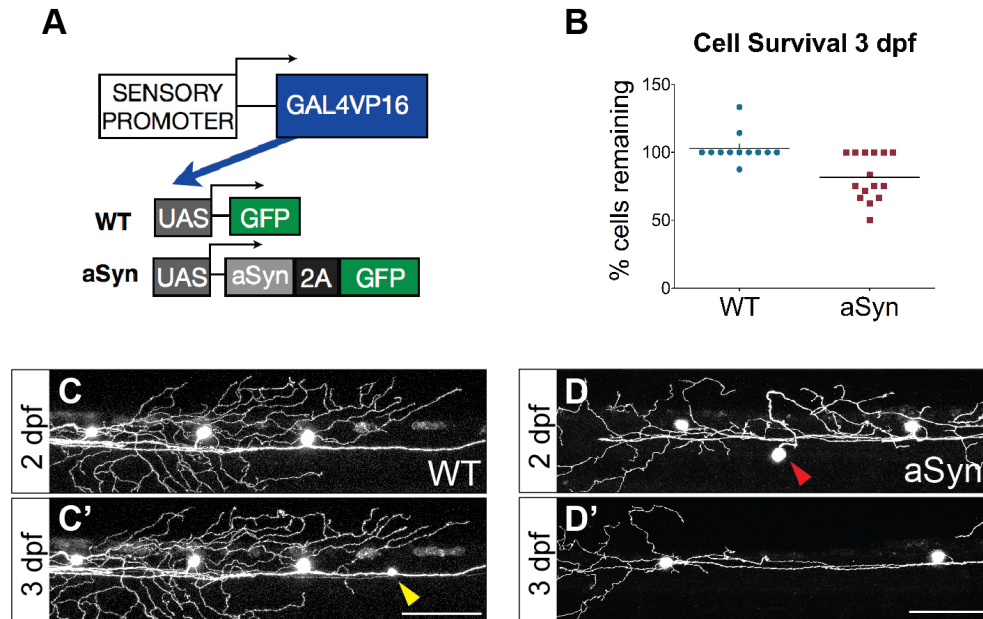 A
SENSORY
PROMOTER
GAL4VP16
WT
UAS
GFP
aSyn
UAS
aSyn
2A
GFP
B
Cell Survival 3 dpf
% cells remaining
150
100
50
0
WT
aSyn
C
2 dpf
WT
C'
3 dpf
D
2 dpf
aSyn
D'
3 dpf